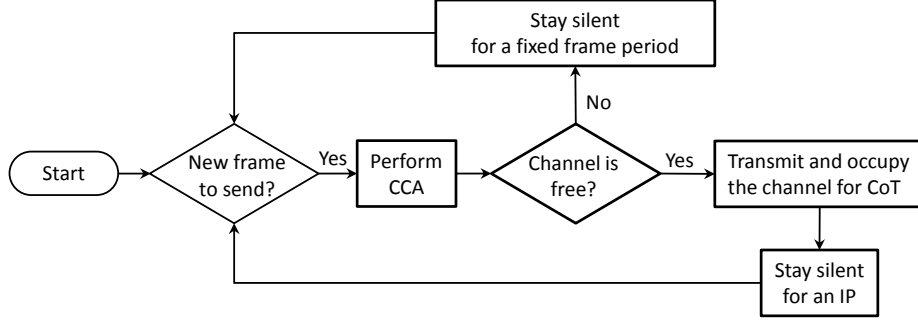 Stay silent
for a fixed frame period
No
Start
New frame
to send?
Yes
Perform
CCA
Channel is
free?
Yes
Transmit and occupy
the channel for CoT
Stay silent
for an IP